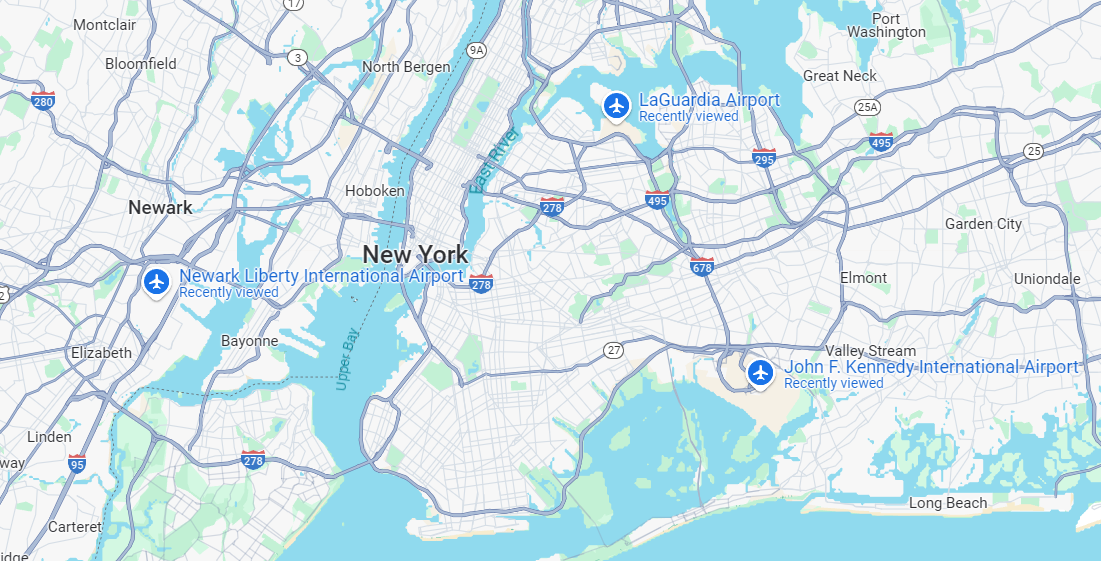 17
Montclair
Port
Washington
9A
3
Bloomfield
North Bergen
Great Neck
280
LaGuardia Airport
Recently viewed
25A
495
East River
295
25
Hoboken
Newark
278
495
Garden City
New York
678
Newark Liberty International Airport
Recently viewed
278
Elmont
Uniondale
2
Upper Bay
Bayonne
Elizabeth
27
Valley Stream
John F. Kennedy International Airport
Recently viewed
Linden
way
95
278
Long Beach
Carteret
idge